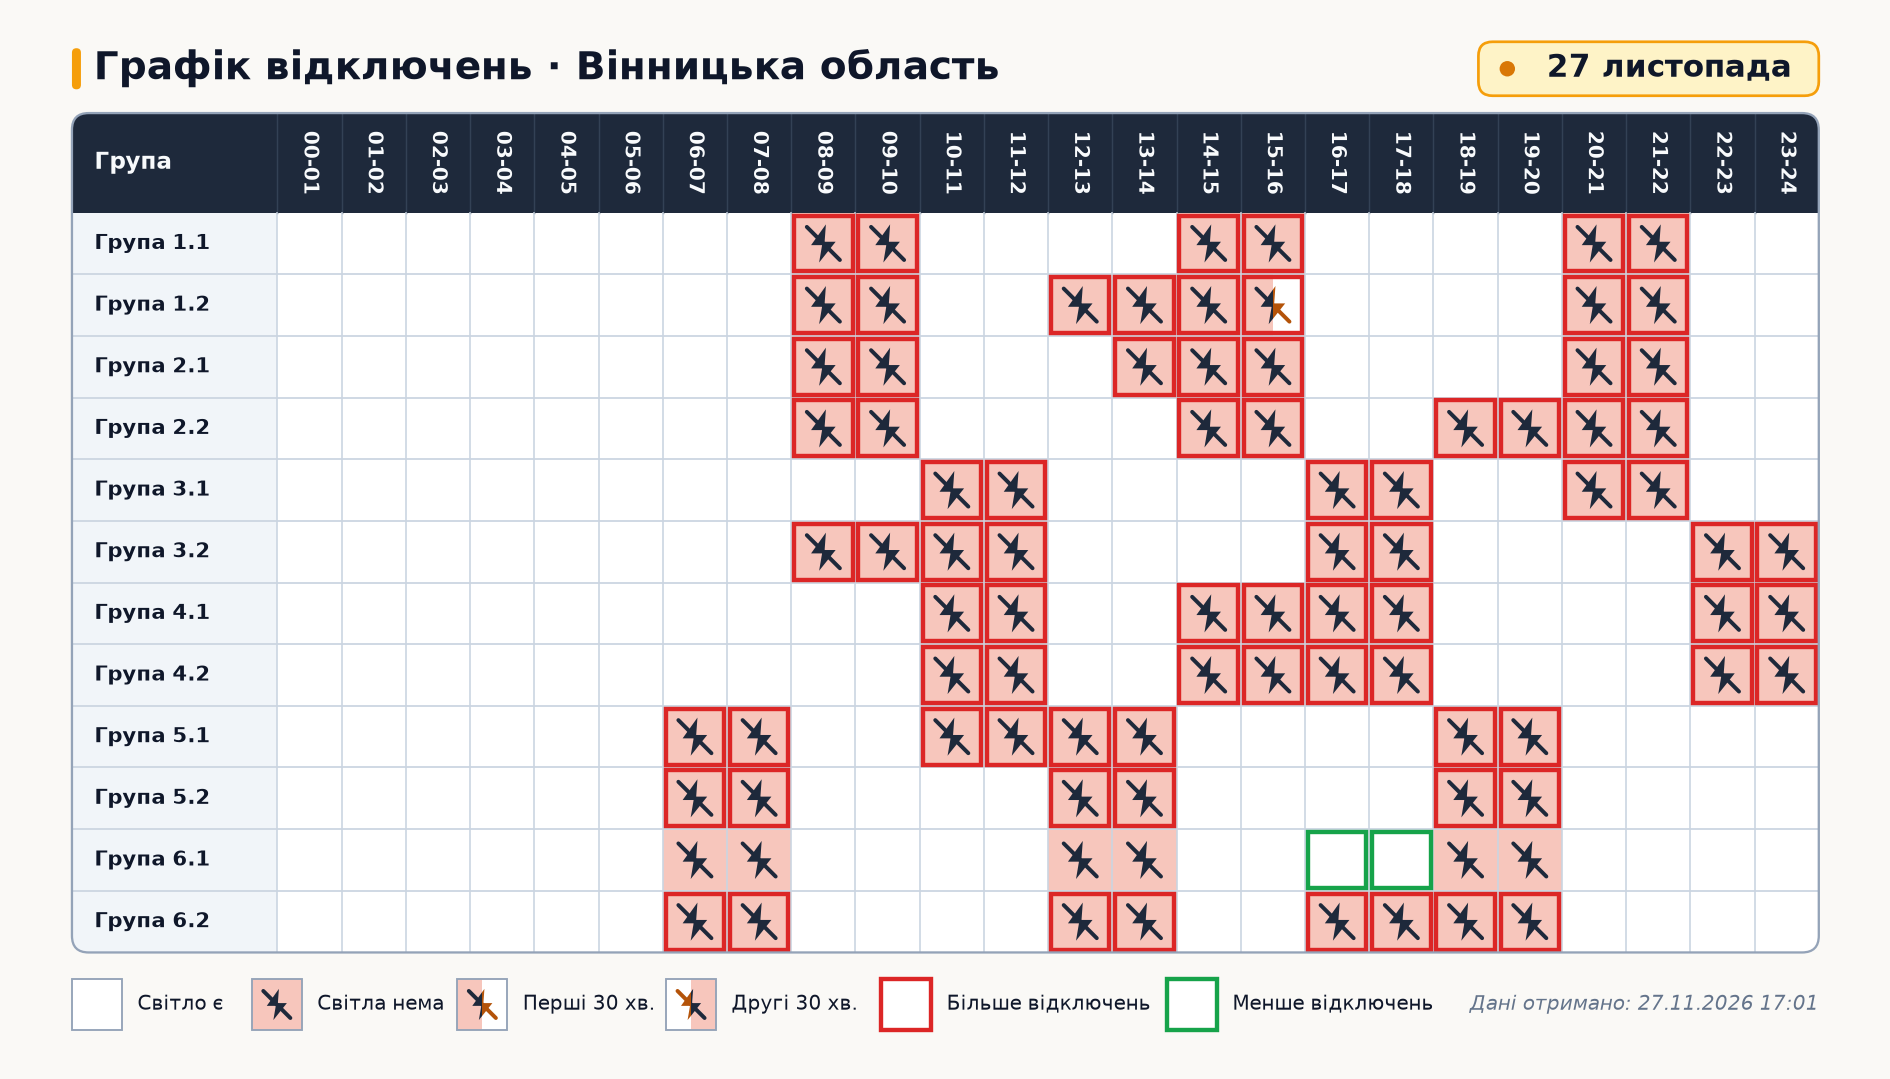 Графік відключень · Вінницька область
27 листопада
Група
00-01
01-02
02-03
03-04
04-05
05-06
06-07
07-08
08-09
09-10
10-11
11-12
12-13
13-14
14-15
15-16
16-17
17-18
18-19
19-20
20-21
21-22
22-23
23-24
Група 1.1
Група 1.2
Група 2.1
Група 2.2
Група 3.1
Група 3.2
Група 4.1
Група 4.2
Група 5.1
Група 5.2
Група 6.1
Група 6.2
Світло є
Світла нема
Перші 30 хв.
Другі 30 хв.
Більше відключень
Менше відключень
Дані отримано: 27.11.2026 17:01